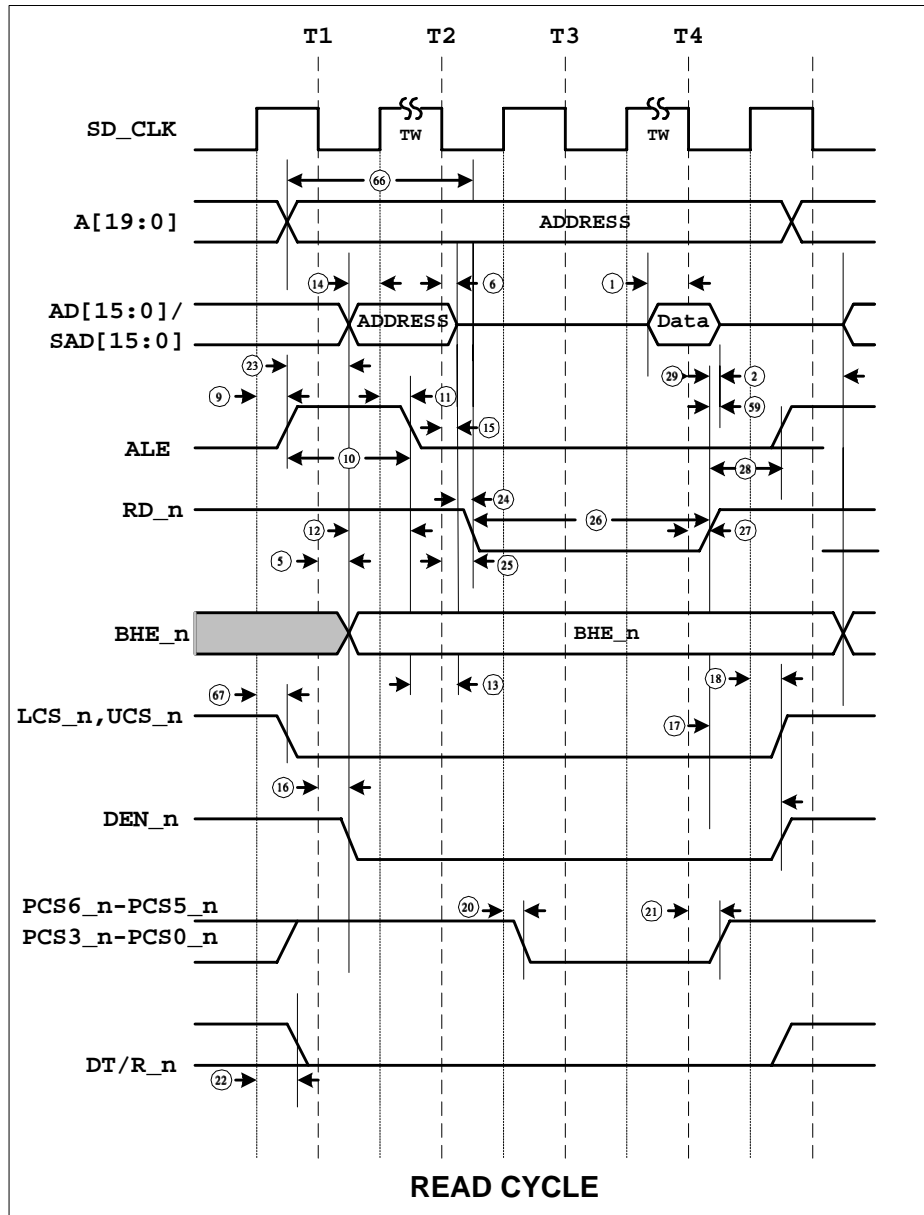 T1 T2 T3 T4
SD_CLK
TW TW
66
A[19:0]
ADDRESS
14 6 1
AD[15:0]/
SAD[15:0]
ADDRESS Data
23 29 2
9 11 59
15
ALE
10 28
24
RD_n
26
12 27
5 25
BHE_n
BHE_n
67 13 18
LCS_n,UCS_n
17
16
DEN_n
PCS6_n-PCS5_n
20 21
PCS3_n-PCS0_n
DT/R_n
22
READ CYCLE